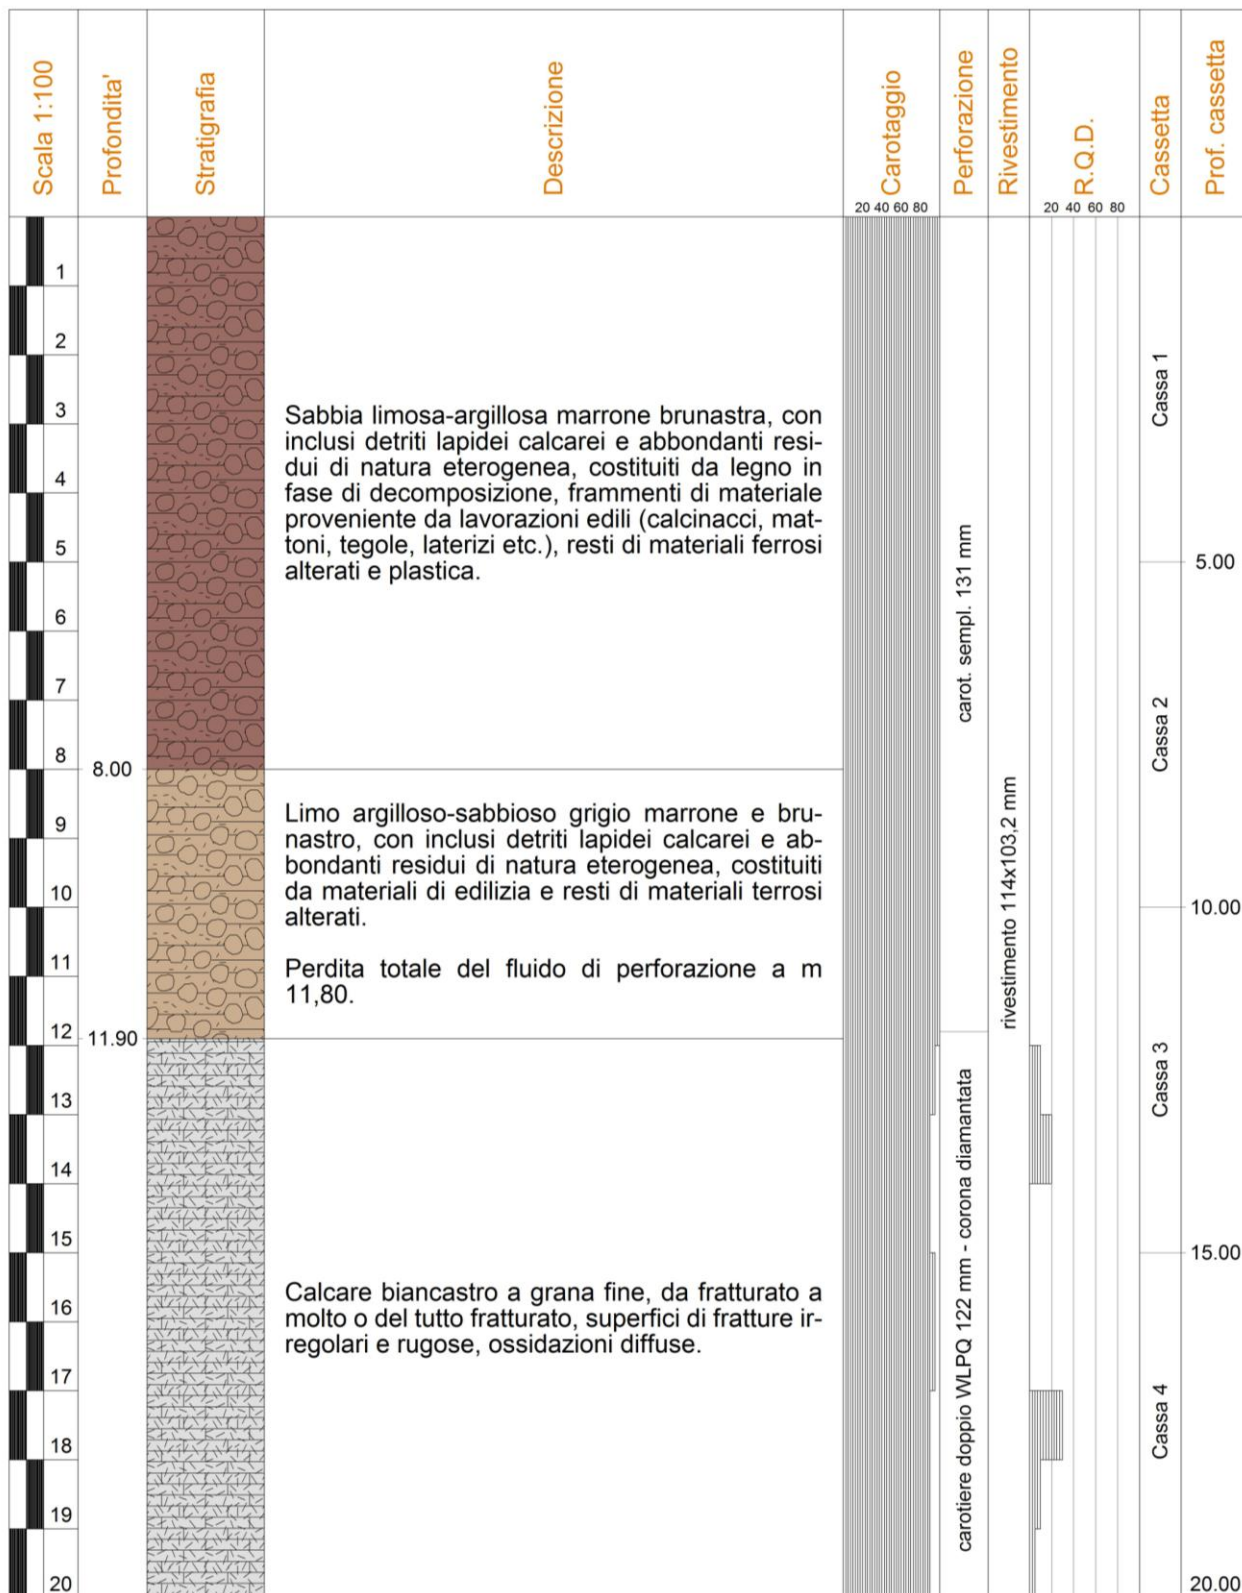 Scala 1:100
Profondita'
Stratigrafia
Descrizione
Carotaggio
20 40 60 80
Perforazione
Rivestimento
R.Q.D.
20 40 60 80
Cassetta
Prof. cassetta
1
2
3
4
5
6
7
8
9
10
11
12
13
14
15
16
17
18
19
20
8.00
11.90
Sabbia limosa-argillosa marrone brunastra, con
inclusi detriti lapidei calcarei e abbondanti resi-
dui di natura eterogenea, costituiti da legno in
fase di decomposizione, frammenti di materiale
proveniente da lavorazioni edili (calcinacci, mat-
toni, tegole, laterizi etc.), resti di materiali ferrosi
alterati e plastica.
Limo argilloso-sabbioso grigio marrone e bru-
nastro, con inclusi detriti lapidei calcarei e ab-
bondanti residui di natura eterogenea, costituiti
da materiali di edilizia e resti di materiali terrosi
alterati.
Perdita totale del fluido di perforazione a m
11,80.
Calcare biancastro a grana fine, da fratturato a
molto o del tutto fratturato, superfici di fratture ir-
regolari e rugose, ossidazioni diffuse.
carot. sempl. 131 mm
carotiere doppio WLPQ 122 mm - corona diamantata
rivestimento 114x103,2 mm
Cassa 1
Cassa 2
Cassa 3
Cassa 4
5.00
10.00
15.00
20.00